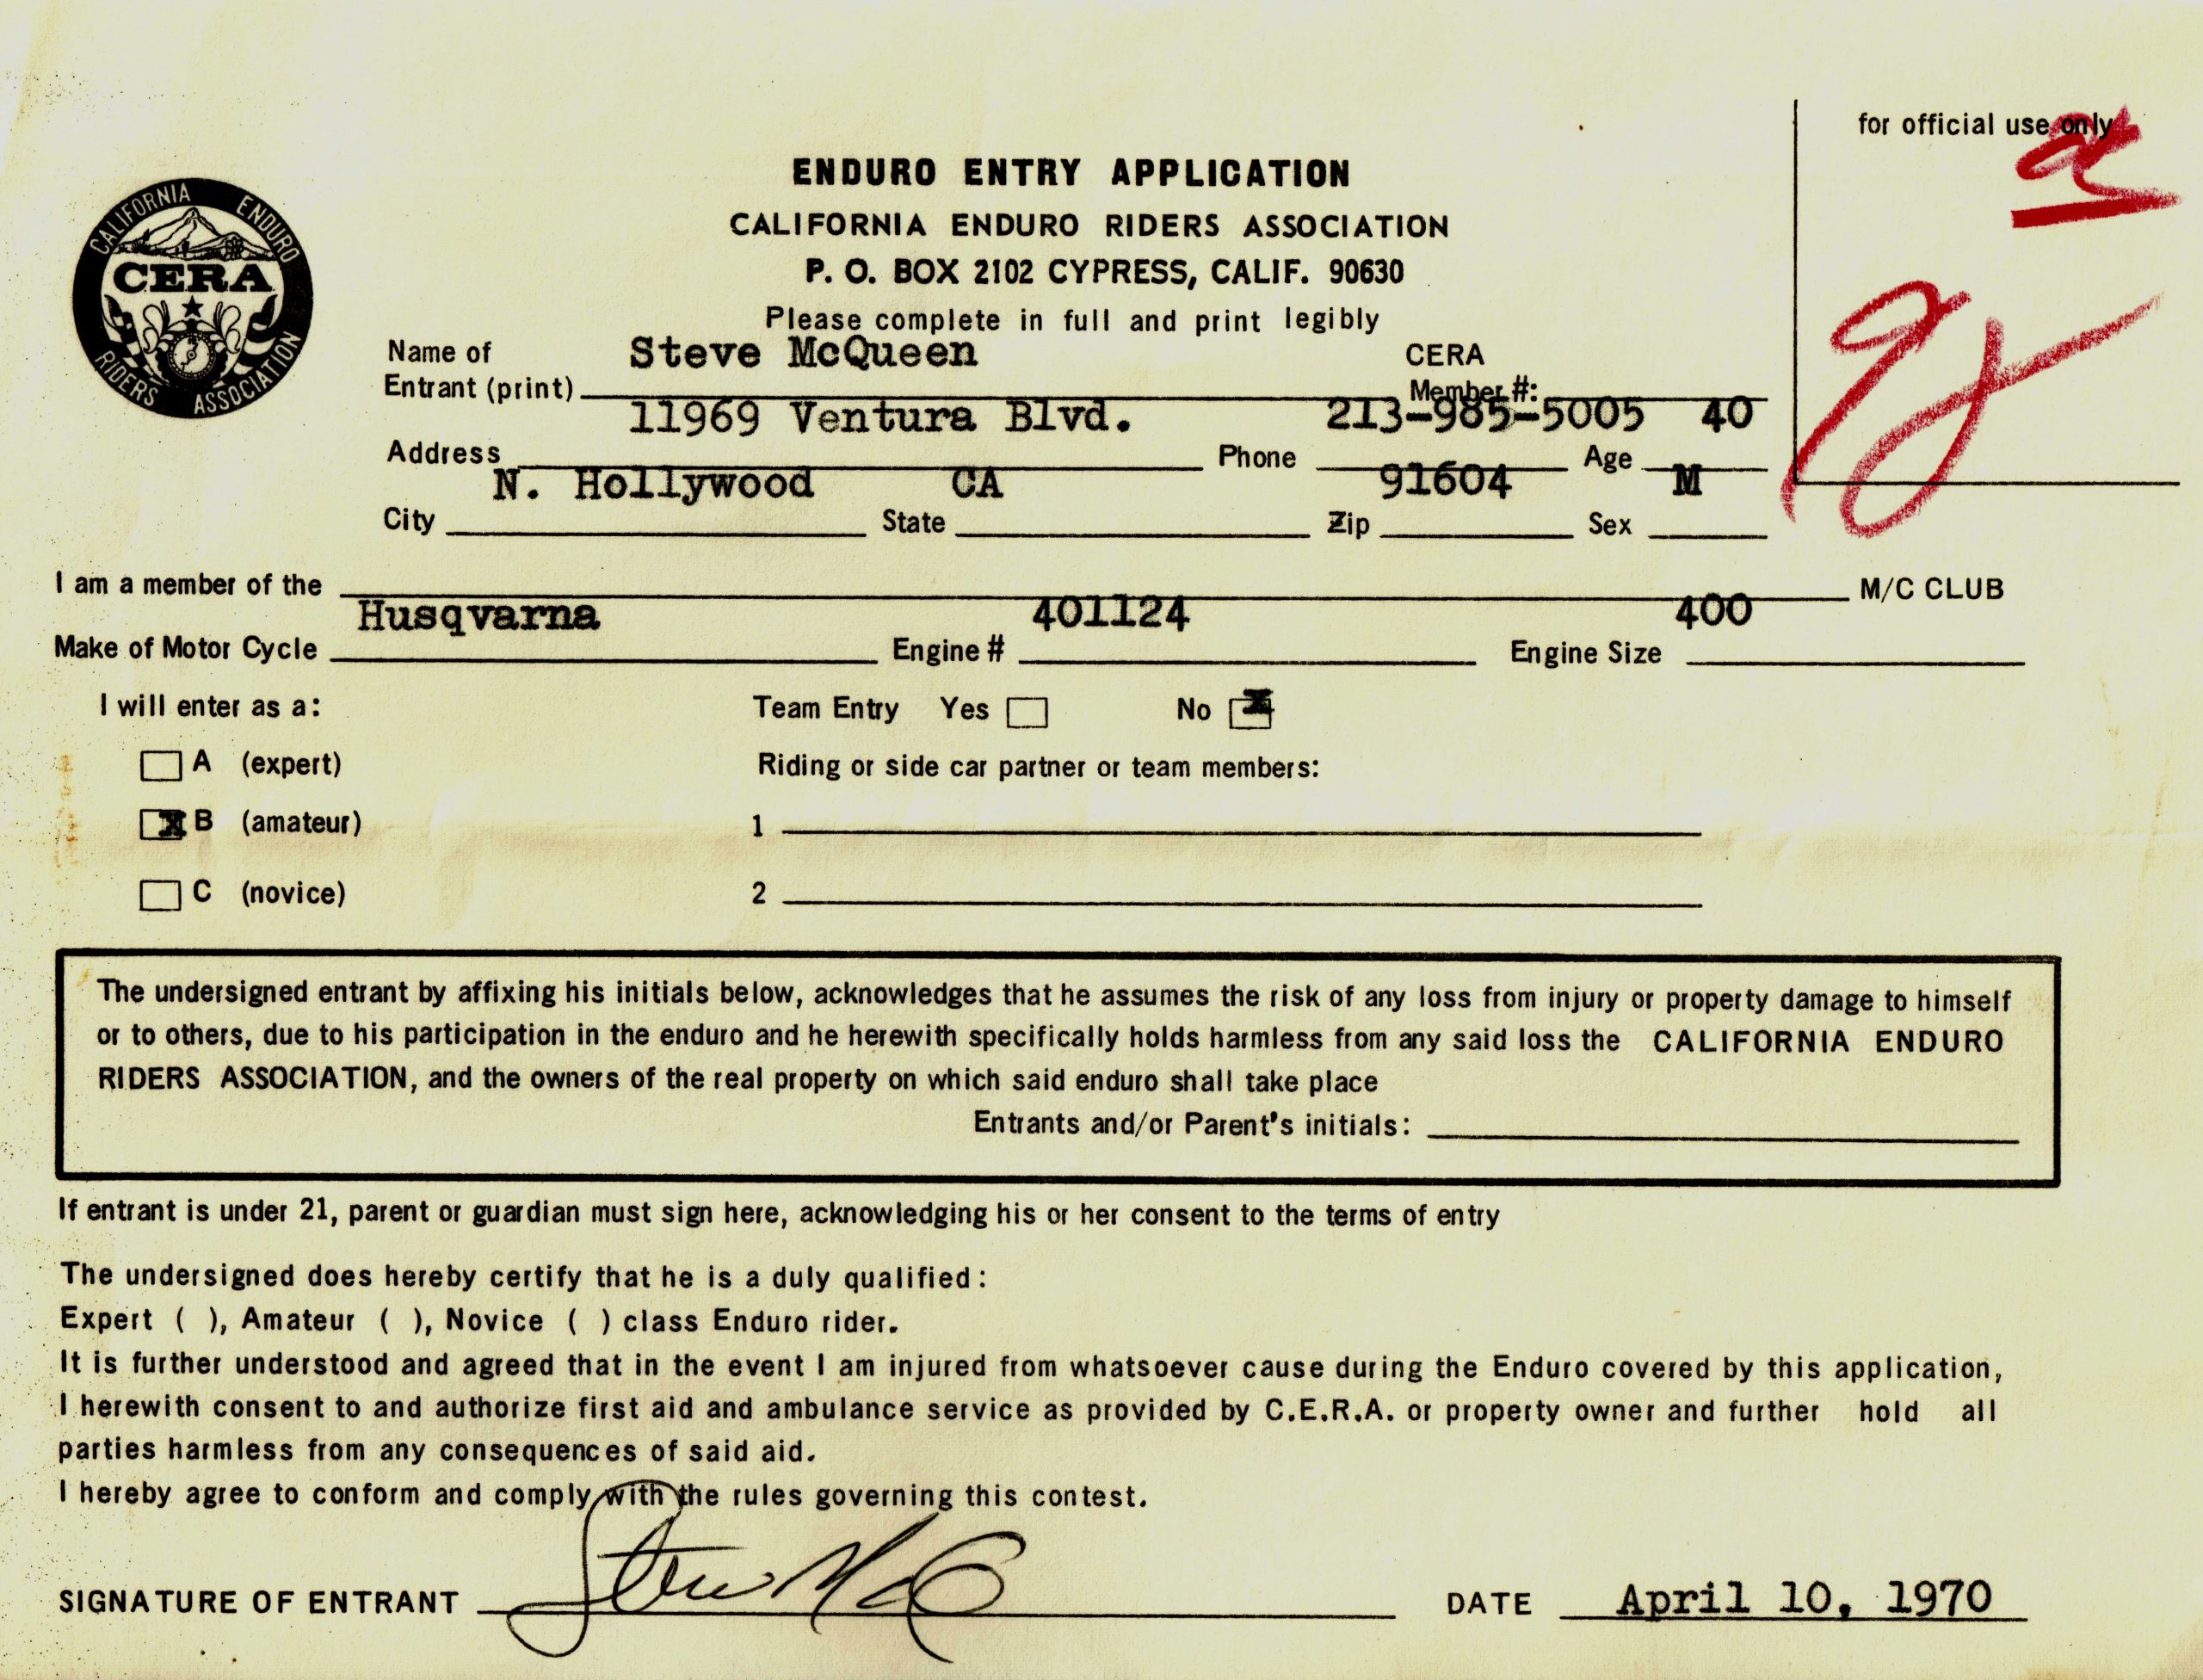 for official use only
ENDURO ENTRY APPLICATION
CALIFORNIA ENDURO RIDERS ASSOCIATION
P. O. BOX 2102 CYPRESS, CALIF. 90630
Please complete in full and print legibly
CALIFORNIA ENDURO
CERA
RIDERS ASSOCIATION
Name of Steve McQueen CERA
Entrant (print) Member #:
11969 Ventura Blvd. 213-985-5005 40
Address Phone Age
N. Hollywood CA 91604 M
City State Zip Sex
I am a member of the M/C CLUB
Husqvarna 401124 400
Make of Motor Cycle Engine # Engine Size
I will enter as a: Team Entry Yes No X
A (expert) Riding or side car partner or team members:
X B (amateur) 1
C (novice) 2
The undersigned entrant by affixing his initials below, acknowledges that he assumes the risk of any loss from injury or property damage to himself
or to others, due to his participation in the enduro and he herewith specifically holds harmless from any said loss the CALIFORNIA ENDURO
RIDERS ASSOCIATION, and the owners of the real property on which said enduro shall take place
Entrants and/or Parent's initials:
If entrant is under 21, parent or guardian must sign here, acknowledging his or her consent to the terms of entry
The undersigned does hereby certify that he is a duly qualified:
Expert ( ), Amateur ( ), Novice ( ) class Enduro rider.
It is further understood and agreed that in the event I am injured from whatsoever cause during the Enduro covered by this application,
I herewith consent to and authorize first aid and ambulance service as provided by C.E.R.A. or property owner and further hold all
parties harmless from any consequences of said aid.
I hereby agree to conform and comply with the rules governing this contest.
SIGNATURE OF ENTRANT Steve McQ DATE April 10, 1970